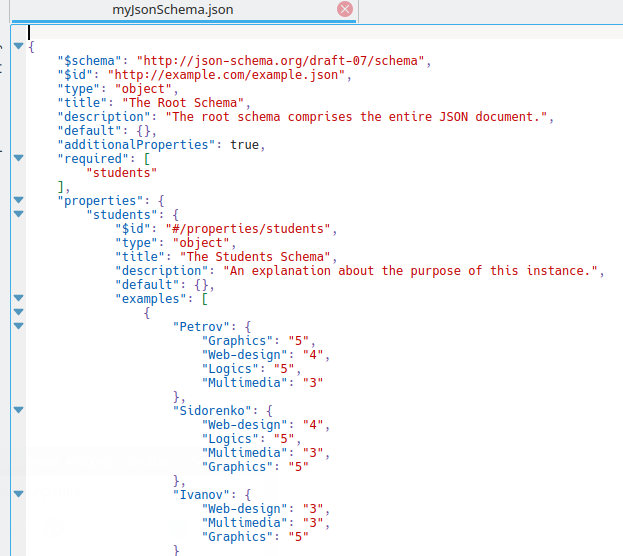 myJsonSchema.json
{
"$schema": "http://json-schema.org/draft-07/schema",
"$id": "http://example.com/example.json",
"type": "object",
"title": "The Root Schema",
"description": "The root schema comprises the entire JSON document.",
"default": {},
"additionalProperties": true,
"required": [
"students"
],
"properties": {
"students": {
"$id": "#/properties/students",
"type": "object",
"title": "The Students Schema",
"description": "An explanation about the purpose of this instance.",
"default": {},
"examples": [
{
"Petrov": {
"Graphics": "5",
"Web-design": "4",
"Logics": "5",
"Multimedia": "3"
},
"Sidorenko": {
"Web-design": "4",
"Logics": "5",
"Multimedia": "3",
"Graphics": "5"
},
"Ivanov": {
"Web-design": "3",
"Multimedia": "3",
"Graphics": "5"
}